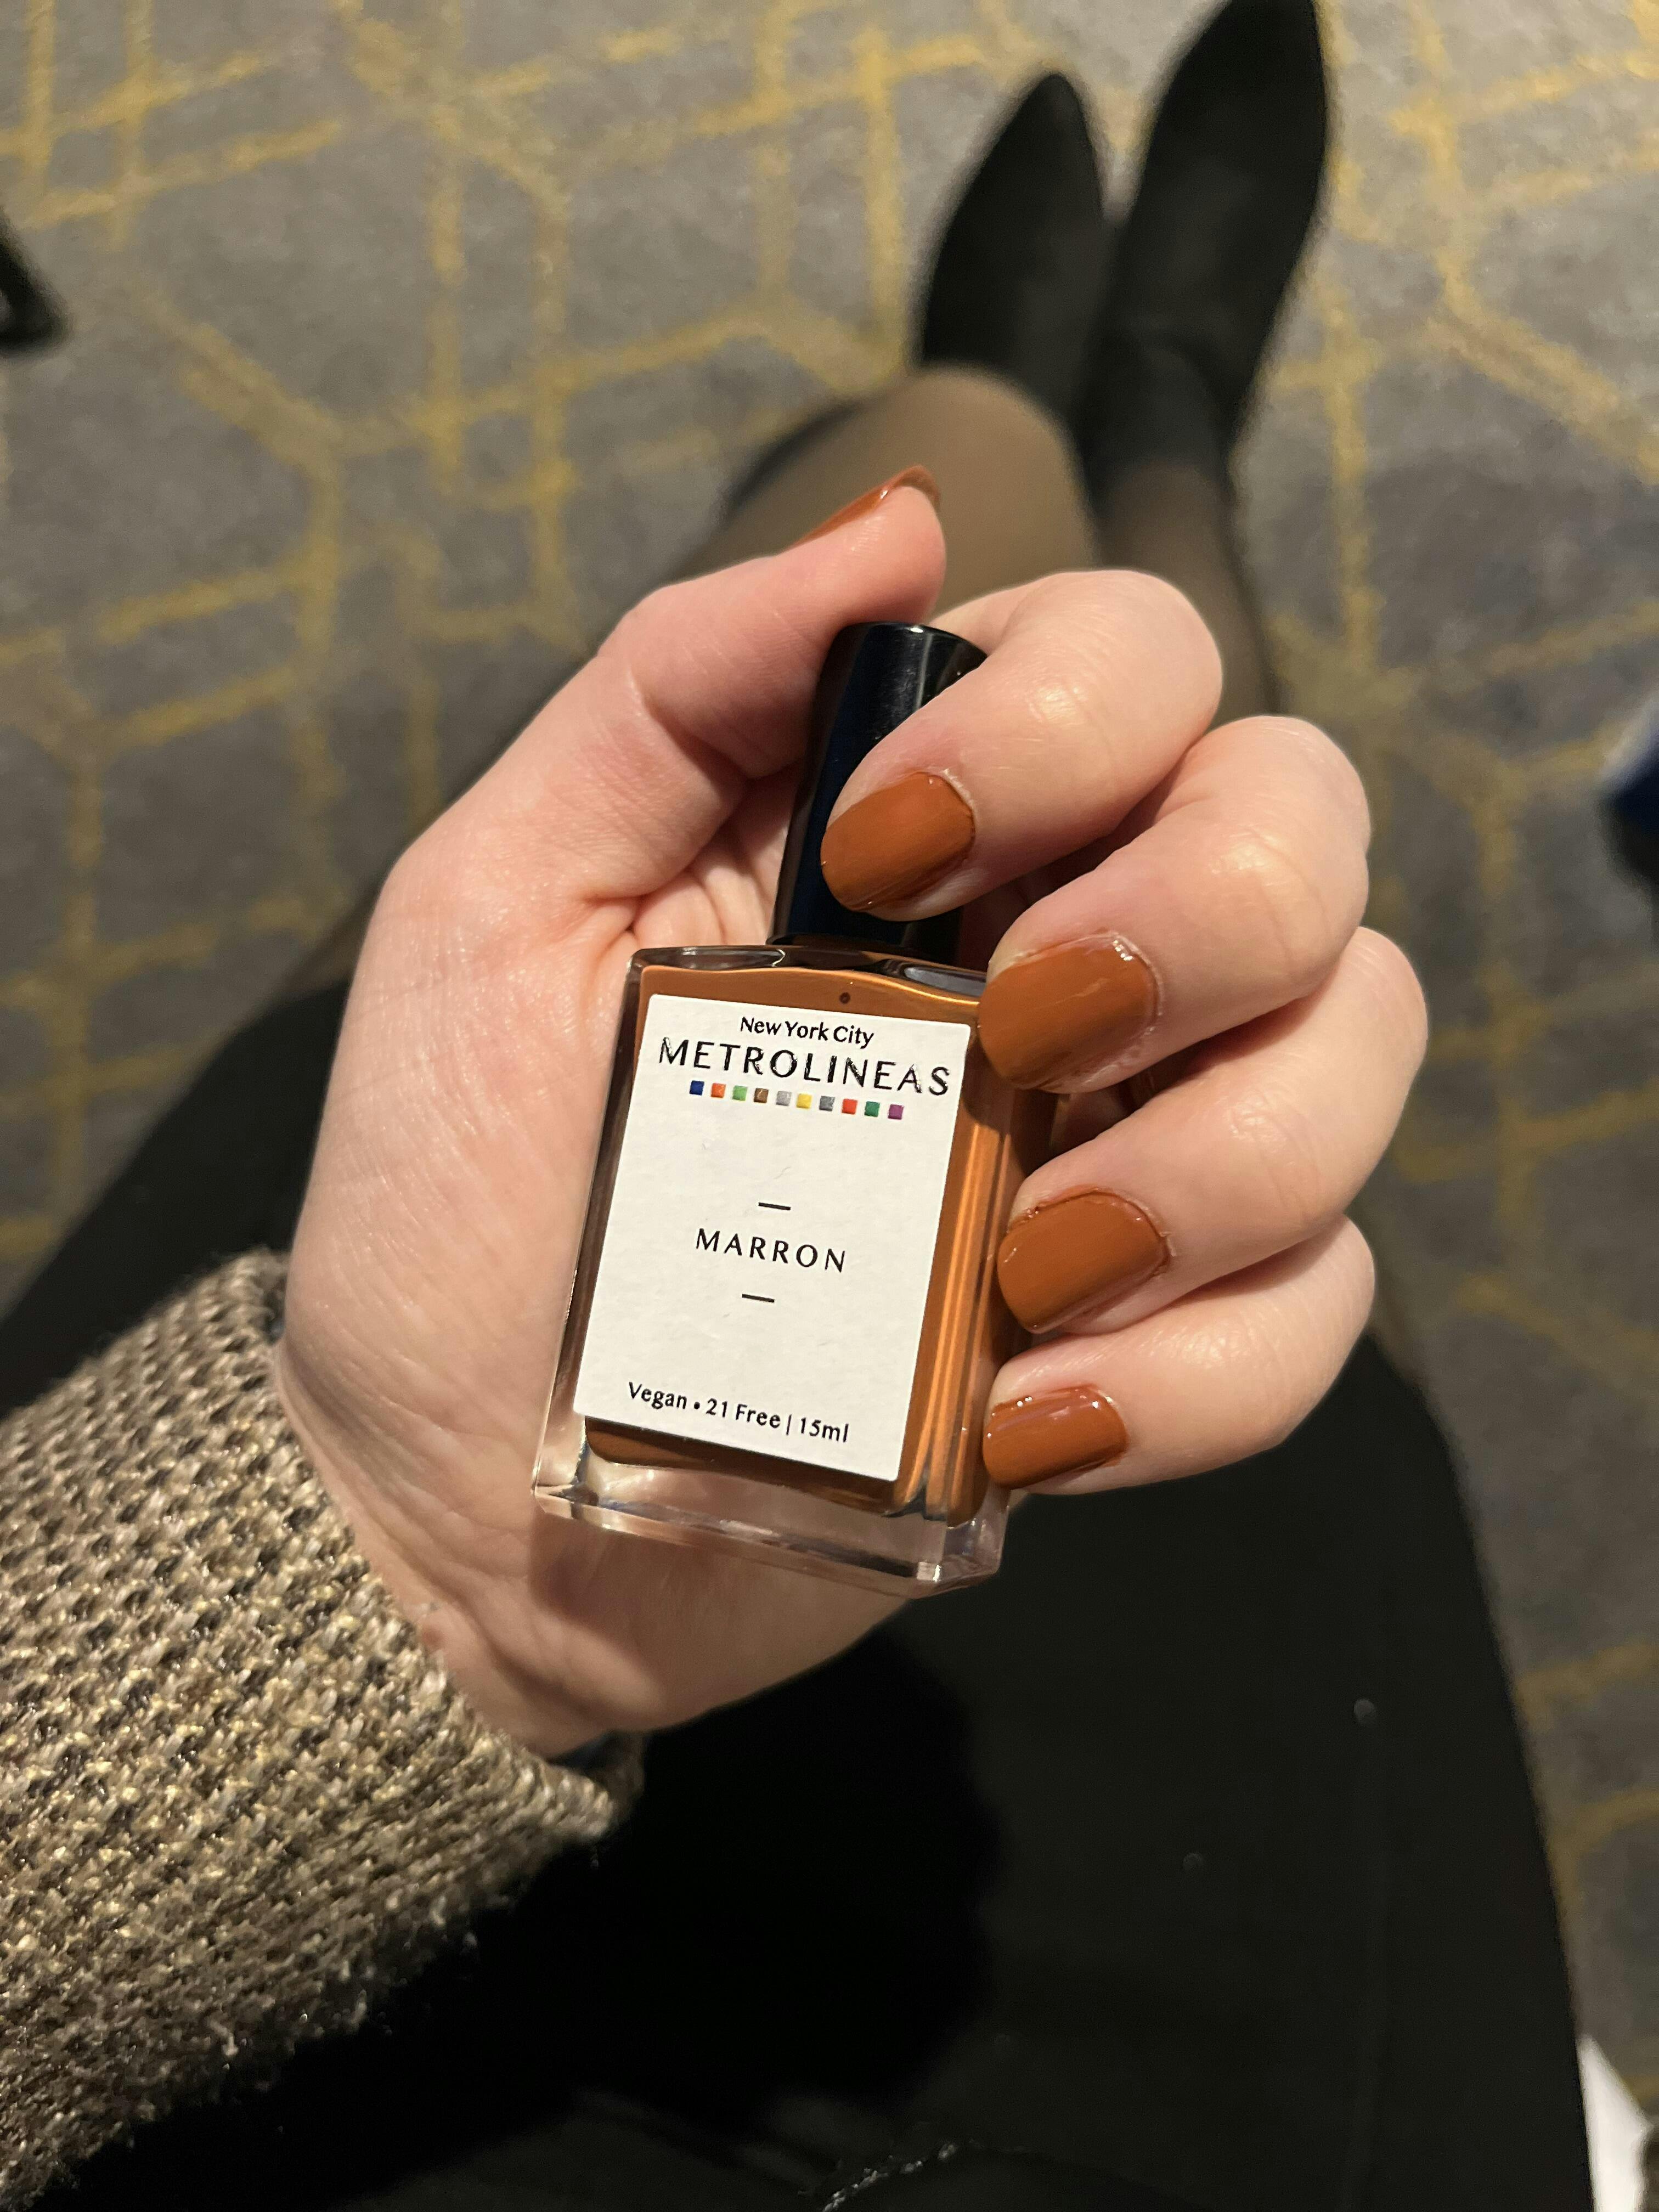 New York City
METROLINEAS
—
MARRON
—
Vegan • 21 Free | 15ml